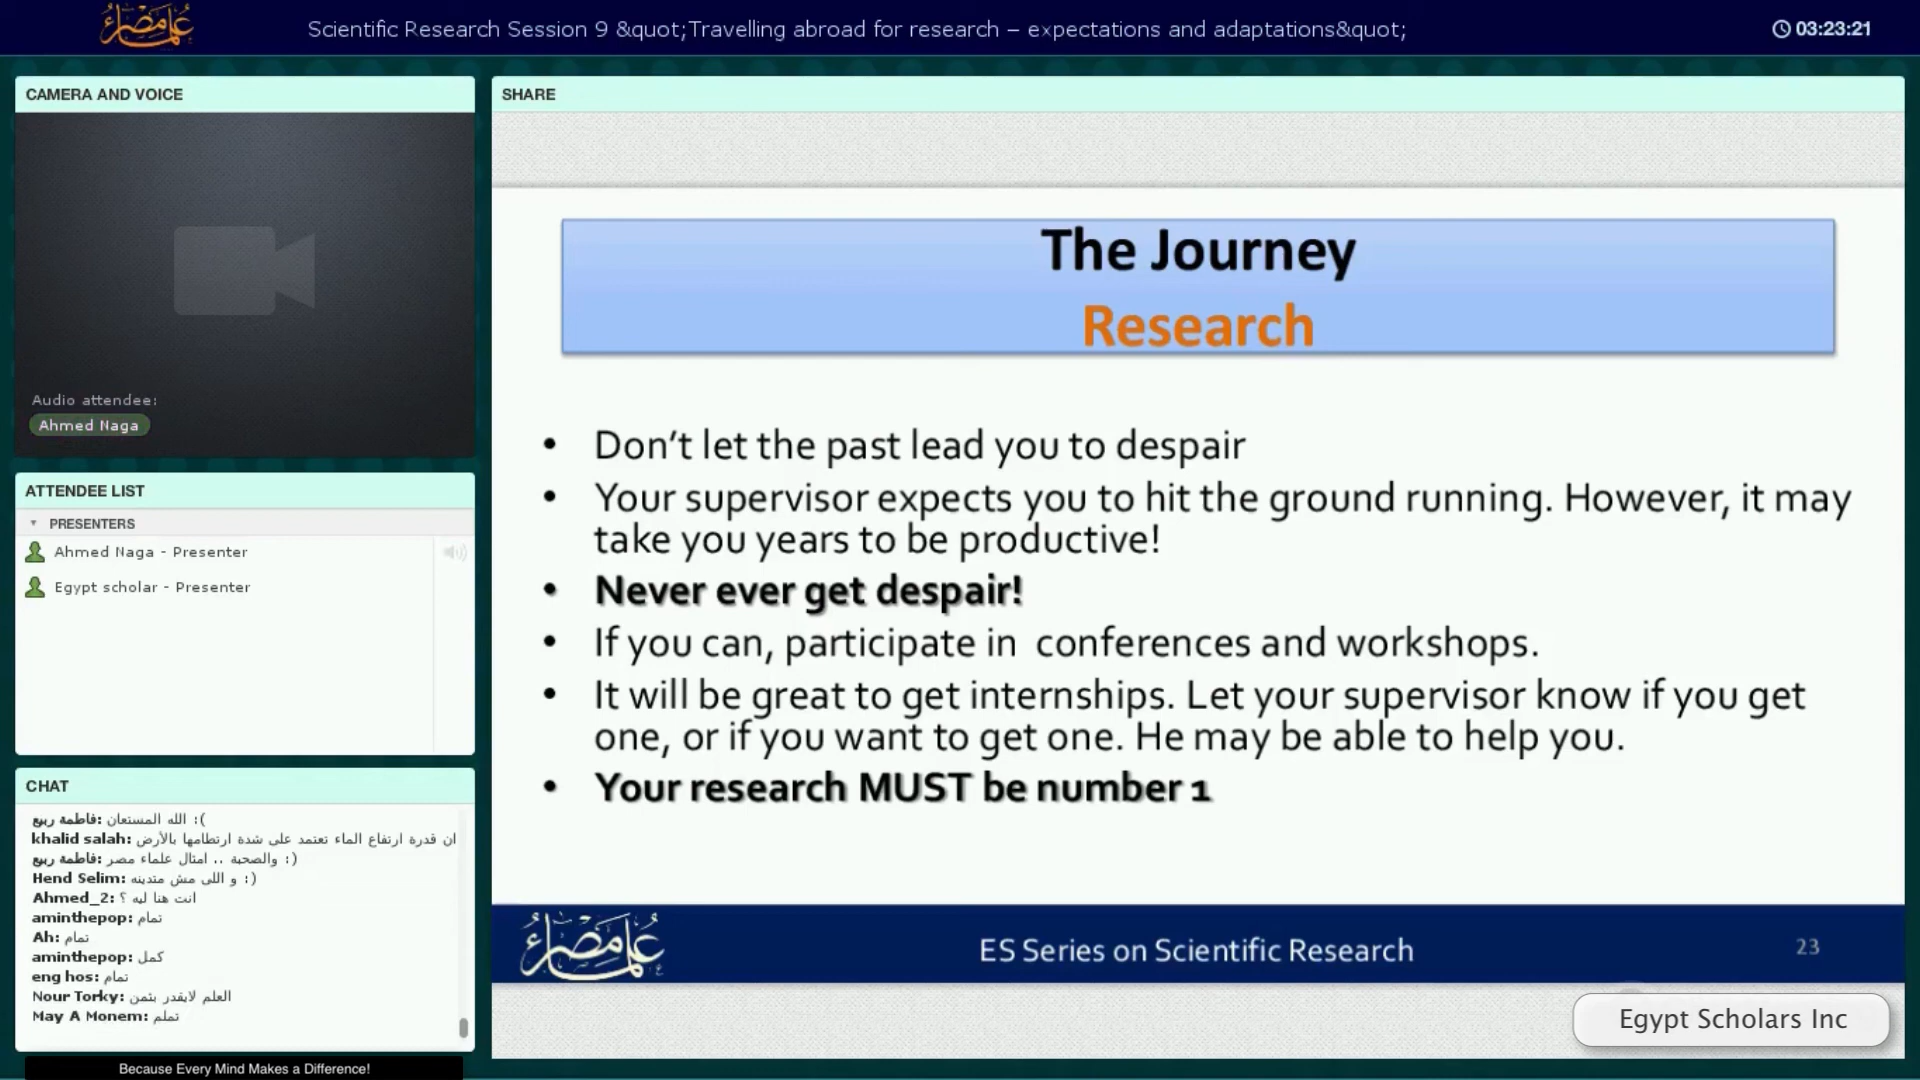 علماء مصر
Scientific Research Session 9 &quot;Travelling abroad for research – expectations and adaptations&quot;
03:23:21
CAMERA AND VOICE
Audio attendee:
Ahmed Naga
ATTENDEE LIST
PRESENTERS
Ahmed Naga - Presenter
Egypt scholar - Presenter
CHAT
فاطمة ربيع: الله المستعان :(
khalid salah: ان قدرة ارتفاع الماء تعتمد على شدة ارتطامها بالأرض
فاطمة ربيع: والصحبة .. امثال علماء مصر :)
Hend Selim: و اللى مش متدينه :)
Ahmed_2: انت هنا ليه ؟
aminthepop: تمام
Ah: تمام
aminthepop: كمل
eng hos: تمام
Nour Torky: العلم لايقدر بثمن
May A Monem: تملم
Because Every Mind Makes a Difference!
SHARE
The Journey
Research
• Don’t let the past lead you to despair
• Your supervisor expects you to hit the ground running. However, it may
take you years to be productive!
• Never ever get despair!
• If you can, participate in  conferences and workshops.
• It will be great to get internships. Let your supervisor know if you get
one, or if you want to get one. He may be able to help you.
• Your research MUST be number 1
علماء مصر
ES Series on Scientific Research
23
Egypt Scholars Inc